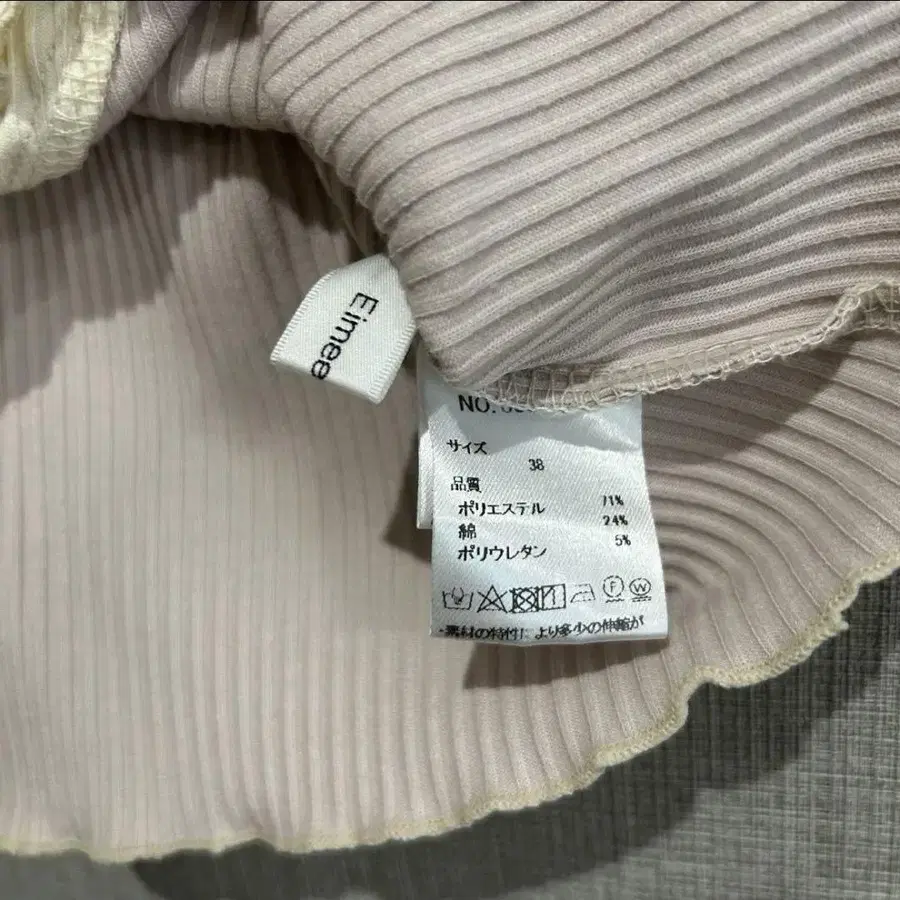 Eimee
NO.
サイズ
38
品質
ポリエステル 71%
綿 24%
ポリウレタン 5%
F W
・素材の特性により多少の伸縮が